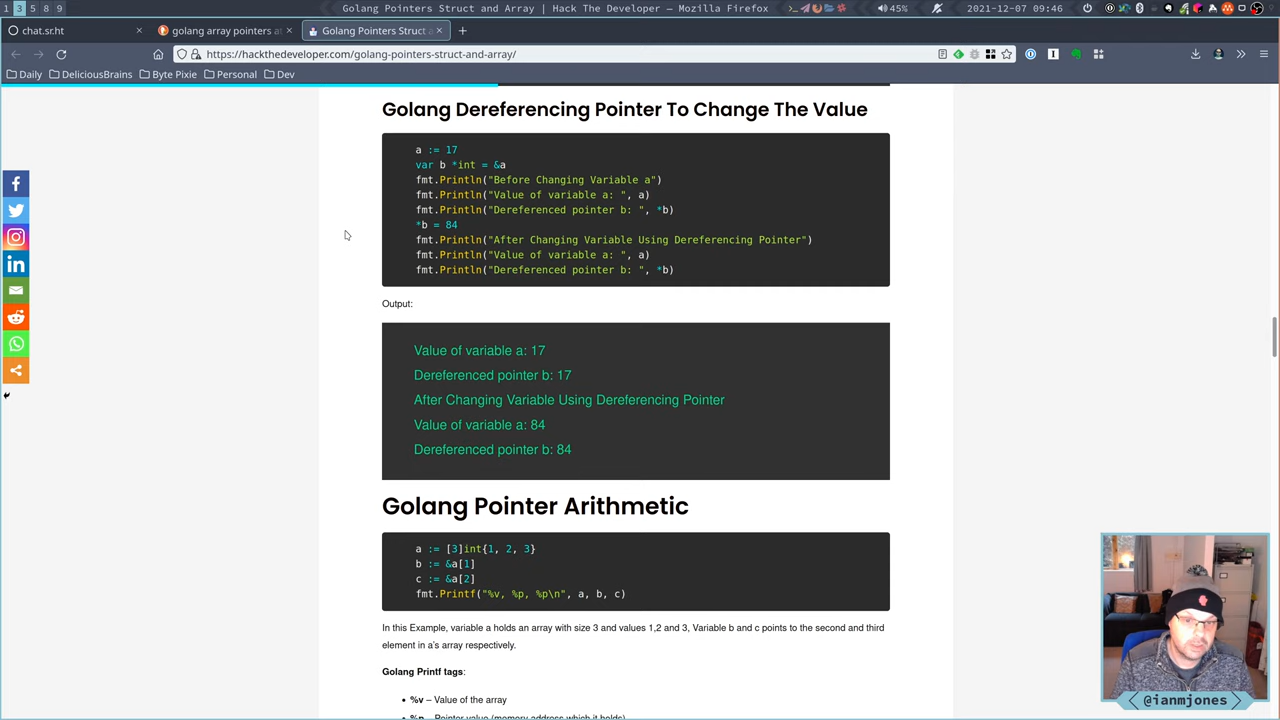 1 3 5 8 9
Golang Pointers Struct and Array | Hack The Developer — Mozilla Firefox
45%
2021-12-07 09:46
chat.sr.ht
golang array pointers at
Golang Pointers Struct a
https://hackthedeveloper.com/golang-pointers-struct-and-array/
Daily
DeliciousBrains
Byte Pixie
Personal
Dev
Golang Dereferencing Pointer To Change The Value
a := 17
var b *int = &a
fmt.Println("Before Changing Variable a")
fmt.Println("Value of variable a: ", a)
fmt.Println("Dereferenced pointer b: ", *b)
*b = 84
fmt.Println("After Changing Variable Using Dereferencing Pointer")
fmt.Println("Value of variable a: ", a)
fmt.Println("Dereferenced pointer b: ", *b)
Output:
Value of variable a: 17
Dereferenced pointer b: 17
After Changing Variable Using Dereferencing Pointer
Value of variable a: 84
Dereferenced pointer b: 84
Golang Pointer Arithmetic
a := [3]int{1, 2, 3}
b := &a[1]
c := &a[2]
fmt.Printf("%v, %p, %p\n", a, b, c)
In this Example, variable a holds an array with size 3 and values 1,2 and 3, Variable b and c points to the second and third
element in a's array respectively.
Golang Printf tags:
• %v – Value of the array
• %p – Pointer value (memory address which it holds)
@ianmjones